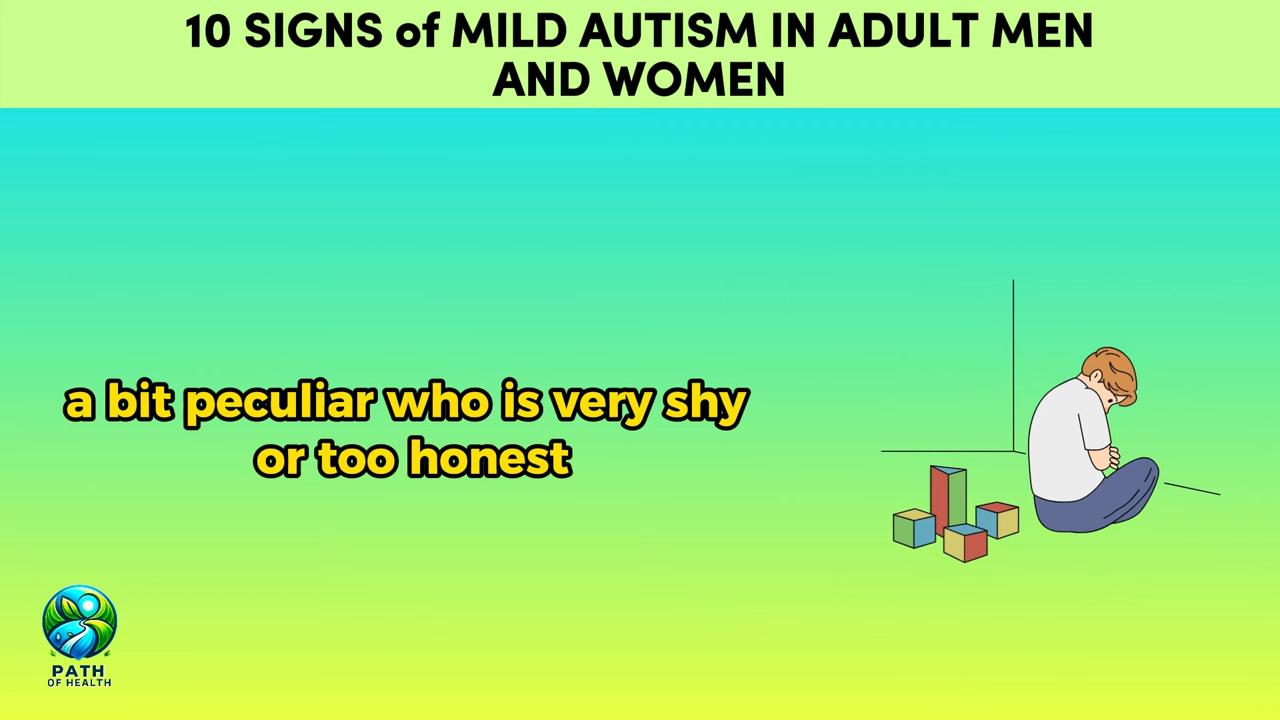 10 SIGNS of MILD AUTISM IN ADULT MEN
AND WOMEN
a bit peculiar who is very shy
or too honest
PATH
OF HEALTH